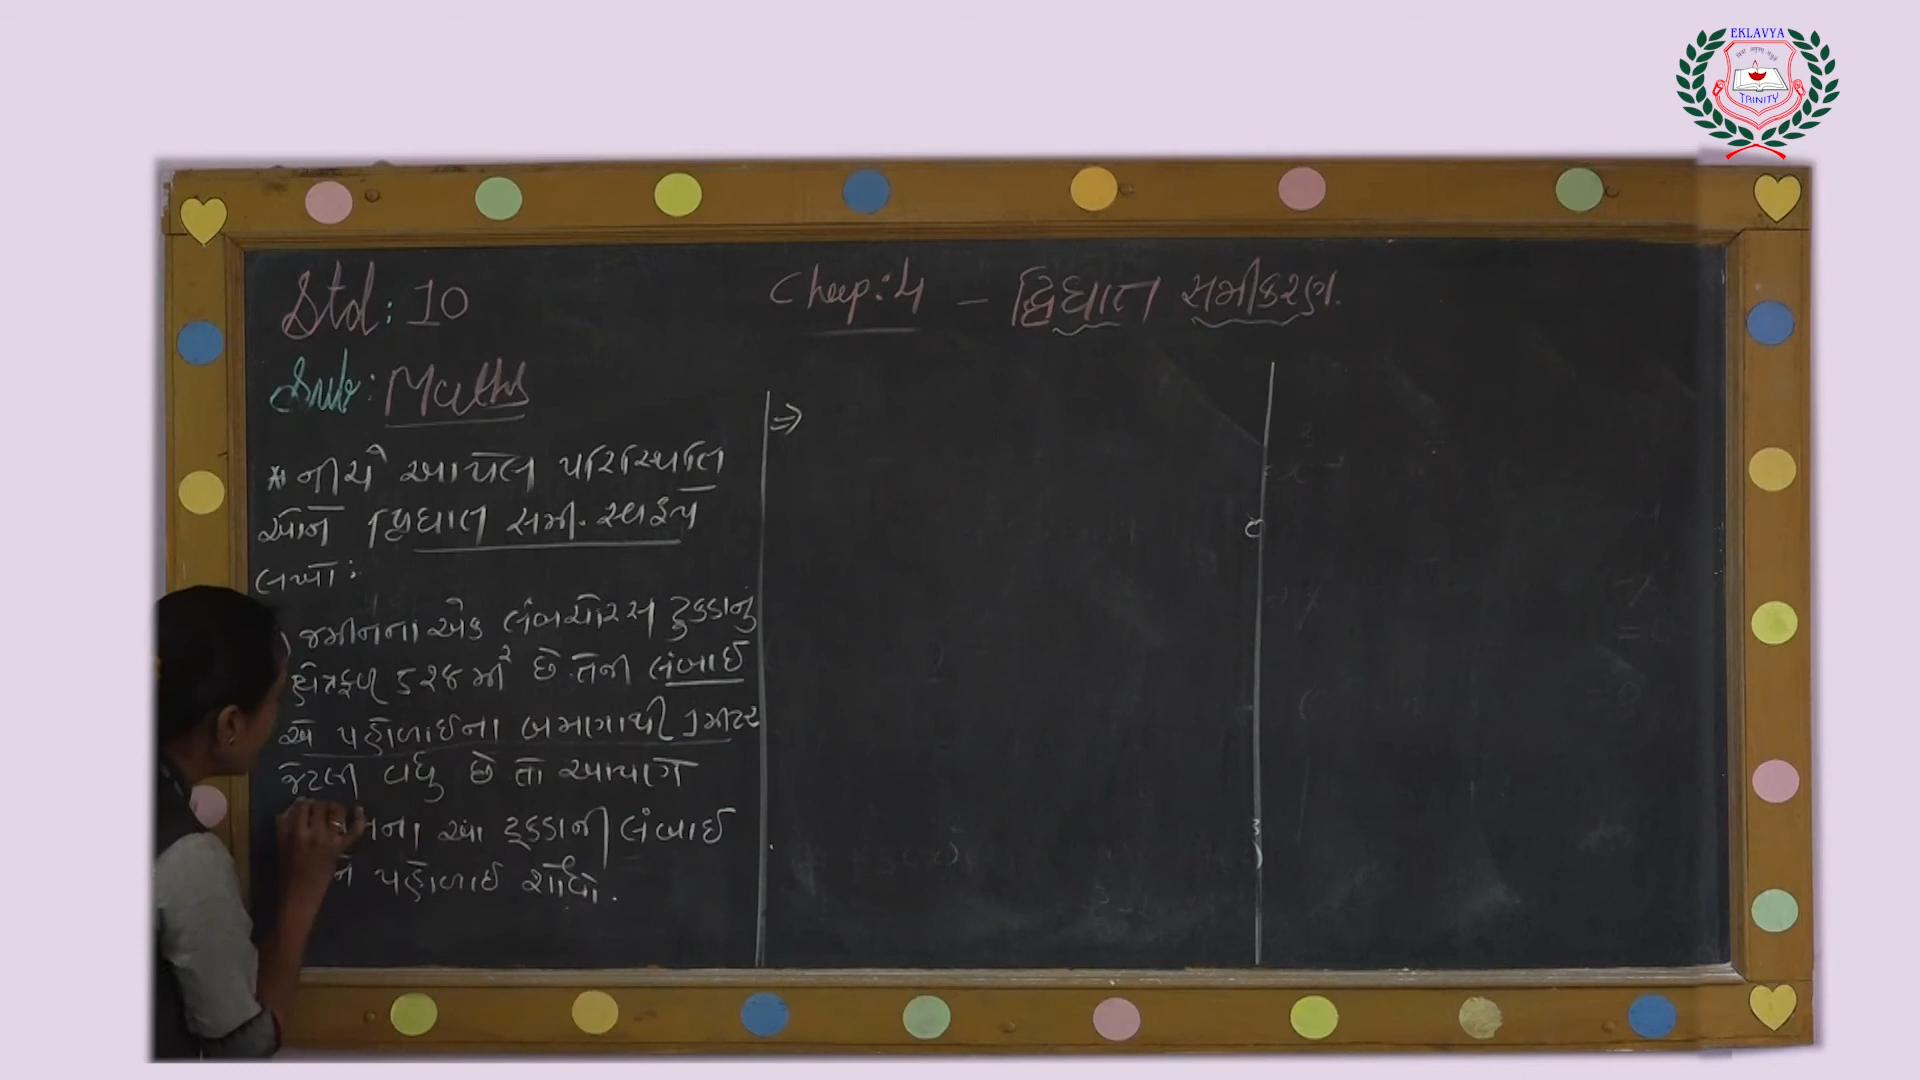 EKLAVYA
TRINITY
Std: 10
Chap: 4 – દ્વિઘાત સમીકરણ.
Sub: Maths
* નીચે આપેલ પરિસ્થિતિ
ઓને દ્વિઘાત સમી. સ્વરૂપે
લખો:
) જમીનના એક લંબચોરસ ટુકડાનું
ક્ષેત્રફળ ૬૨૪ મી² છે. તેની લંબાઈ
એ પહોળાઈના બમણાથી 1 મીટર
જેટલી વધુ છે તો આપણે
ના આ ટુકડાની લંબાઈ
ને પહોળાઈ શોધો.
⇒